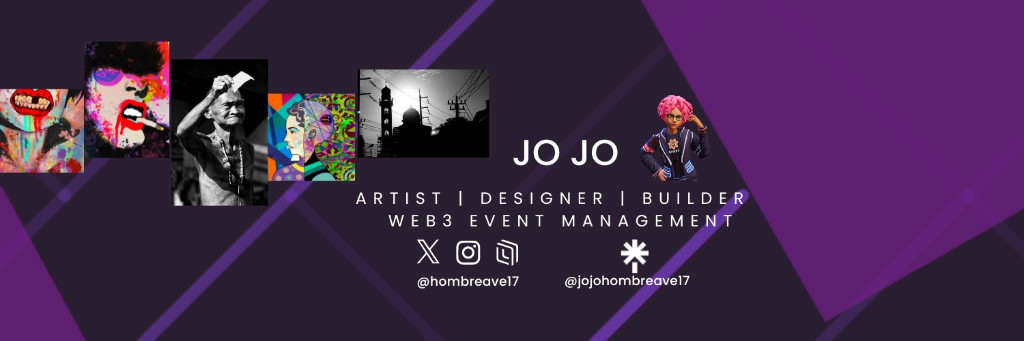 JO JO
ARTIST | DESIGNER | BUILDER
WEB3 EVENT MANAGEMENT
@hombreave17
@jojohombreave17